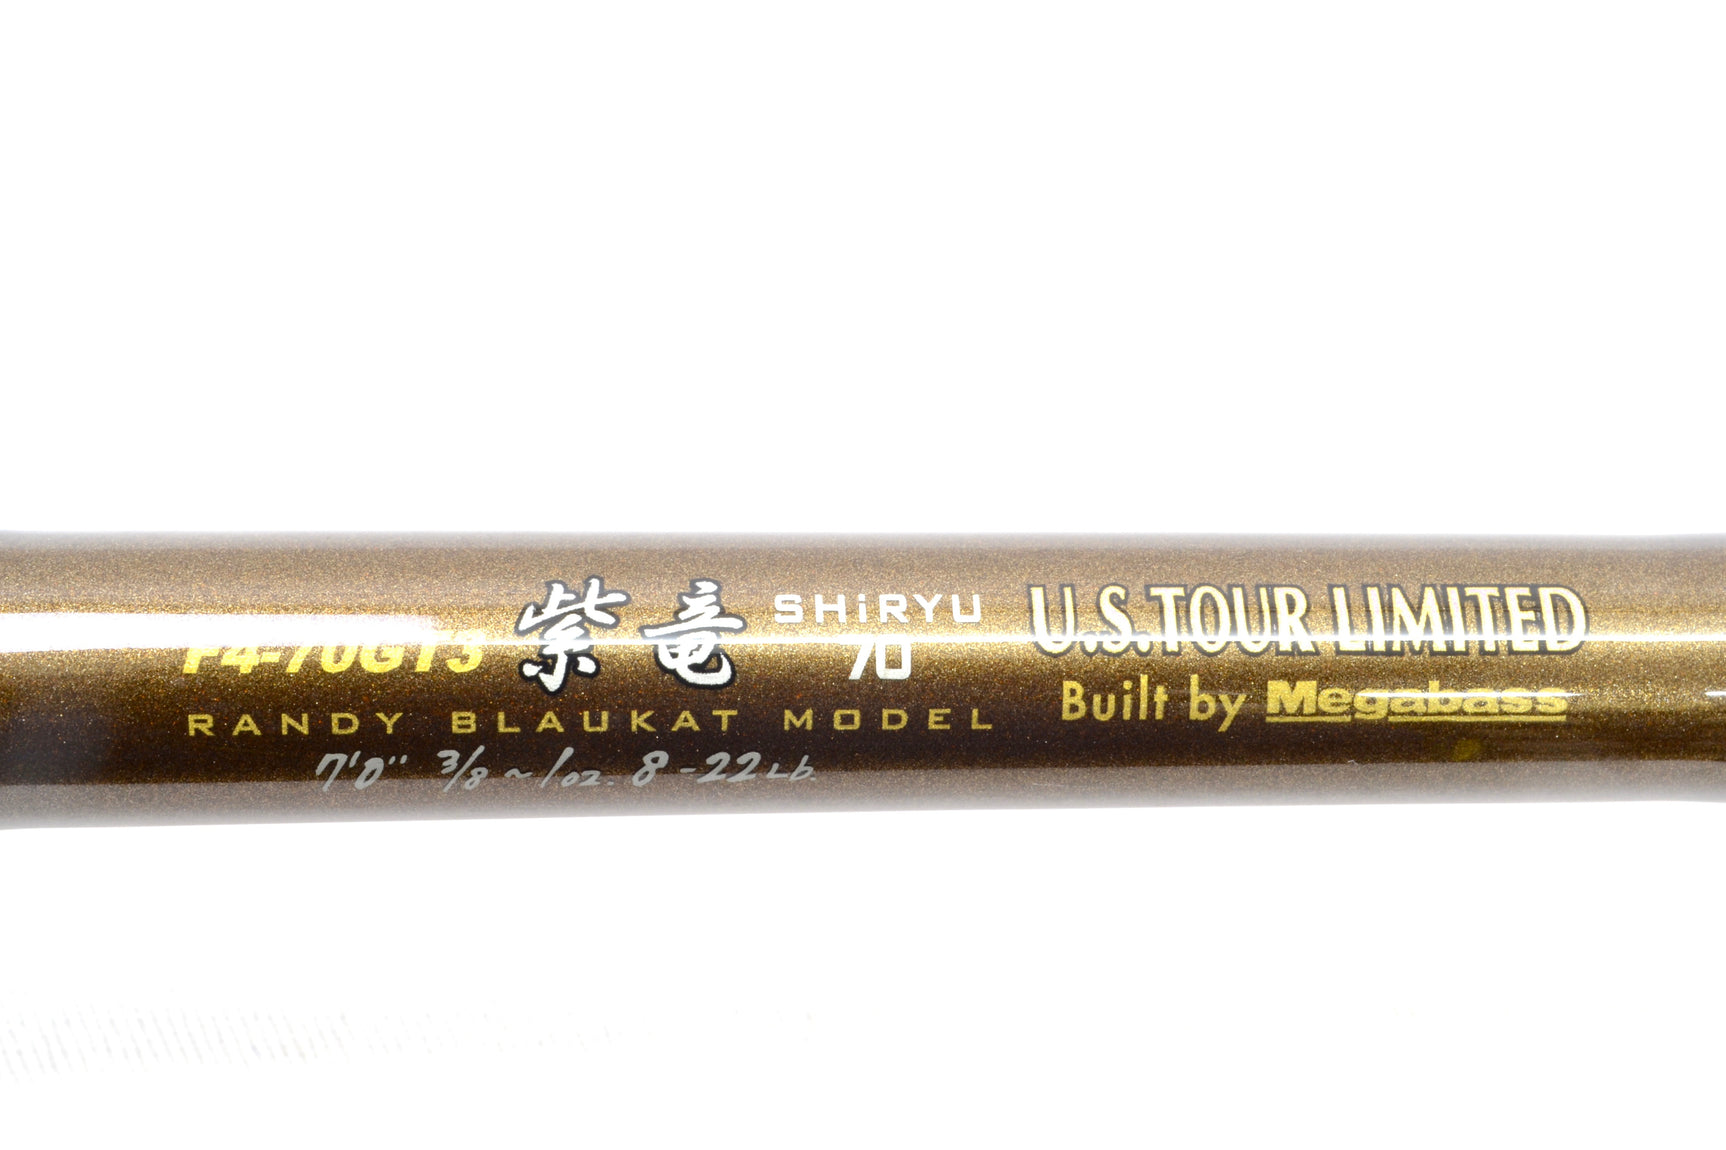 F4-70GT3 紫竜 SHiRYU 70 U.S.TOUR LIMITED
RANDY BLAUKAT MODEL Built by Megabass
7'0" 3/8~1oz. 8-22Lb.